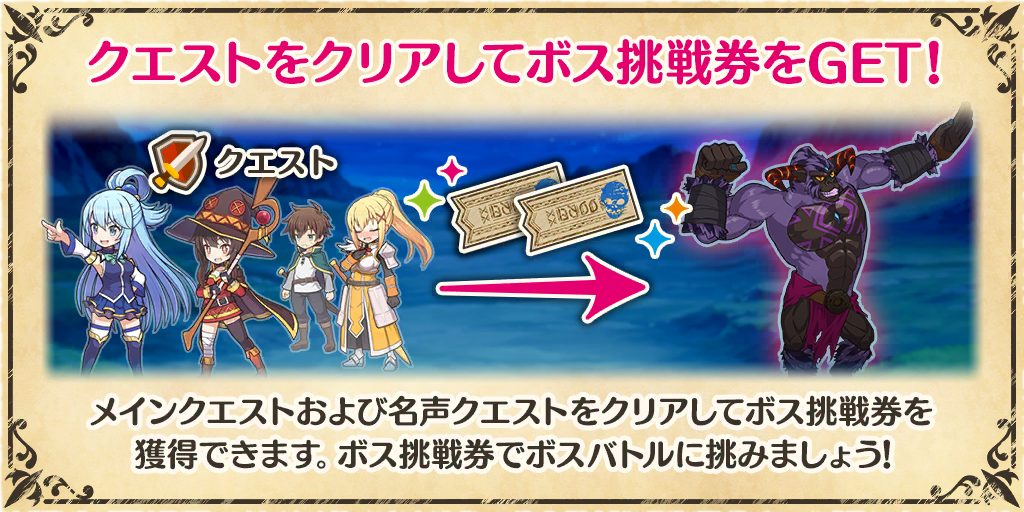 クエストをクリアしてボス挑戦券をGET!
クエスト
メインクエストおよび名声クエストをクリアしてボス挑戦券を
獲得できます。ボス挑戦券でボスバトルに挑みましょう!